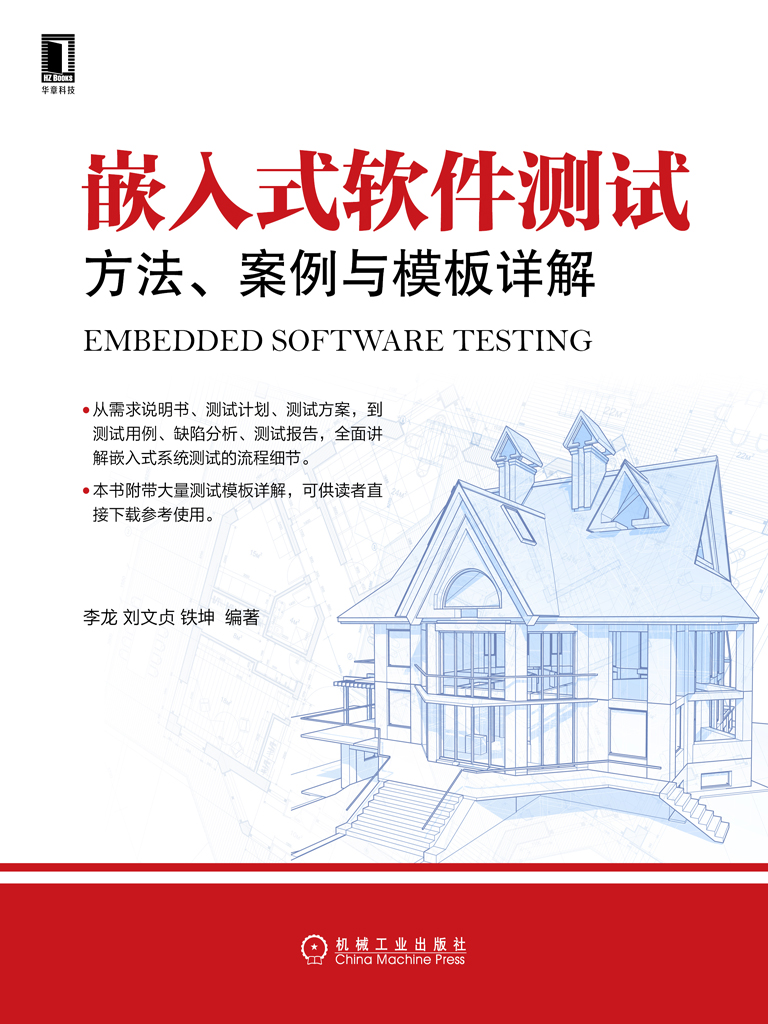 HZ Books
华章科技
嵌入式软件测试
方法、案例与模板详解
EMBEDDED SOFTWARE TESTING
•从需求说明书、测试计划、测试方案，到
测试用例、缺陷分析、测试报告，全面讲
解嵌入式系统测试的流程细节。
•本书附带大量测试模板详解，可供读者直
接下载参考使用。
李龙 刘文贞 铁坤 编著
机械工业出版社
China Machine Press